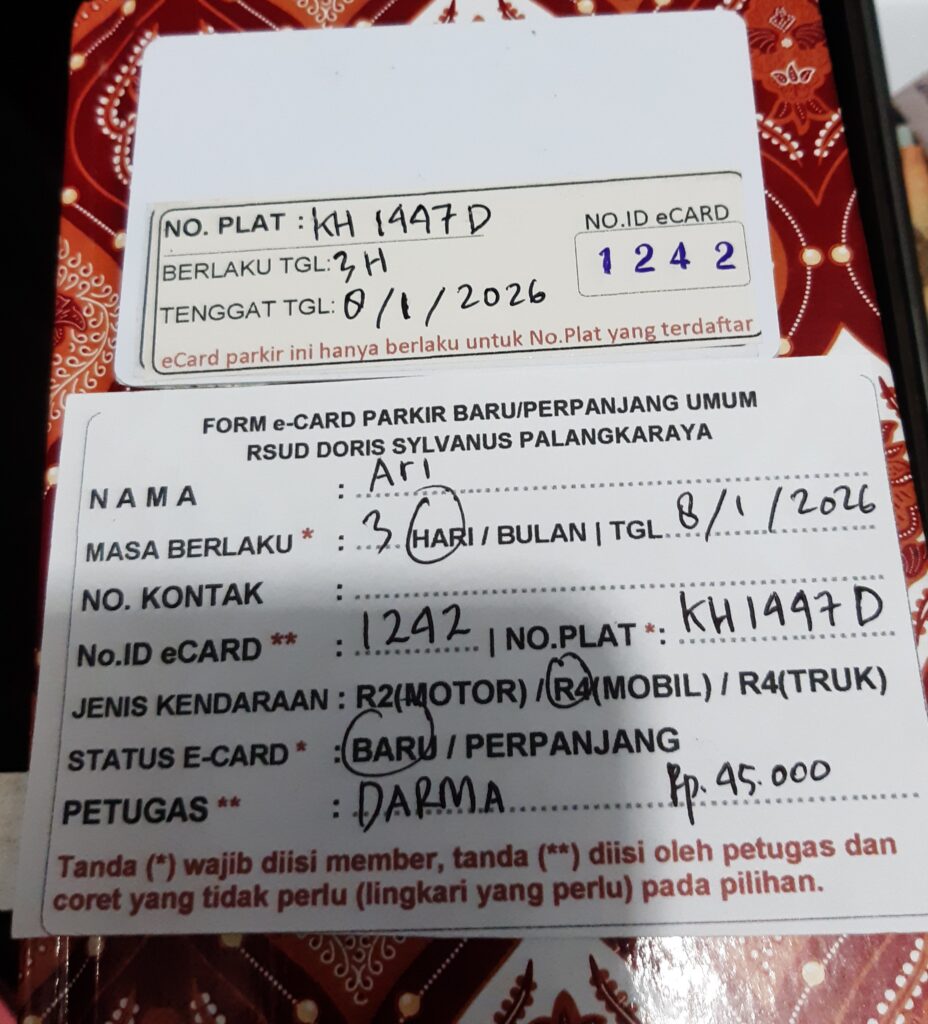 NO. PLAT : KH 1447 D
NO.ID eCARD
1242
BERLAKU TGL: 3 H
TENGGAT TGL: 8/1/2026
eCard parkir ini hanya berlaku untuk No.Plat yang terdaftar
FORM e-CARD PARKIR BARU/PERPANJANG UMUM
RSUD DORIS SYLVANUS PALANGKARAYA
NAMA : Ari
MASA BERLAKU * : 3 HARI / BULAN | TGL 8/1/2026
NO. KONTAK :
No.ID eCARD ** : 1242 | NO.PLAT *: KH 1447 D
JENIS KENDARAAN : R2(MOTOR) / R4(MOBIL) / R4(TRUK)
STATUS E-CARD * : BARU / PERPANJANG
PETUGAS ** : DARMA Rp. 45.000
Tanda (*) wajib diisi member, tanda (**) diisi oleh petugas dan
coret yang tidak perlu (lingkari yang perlu) pada pilihan.